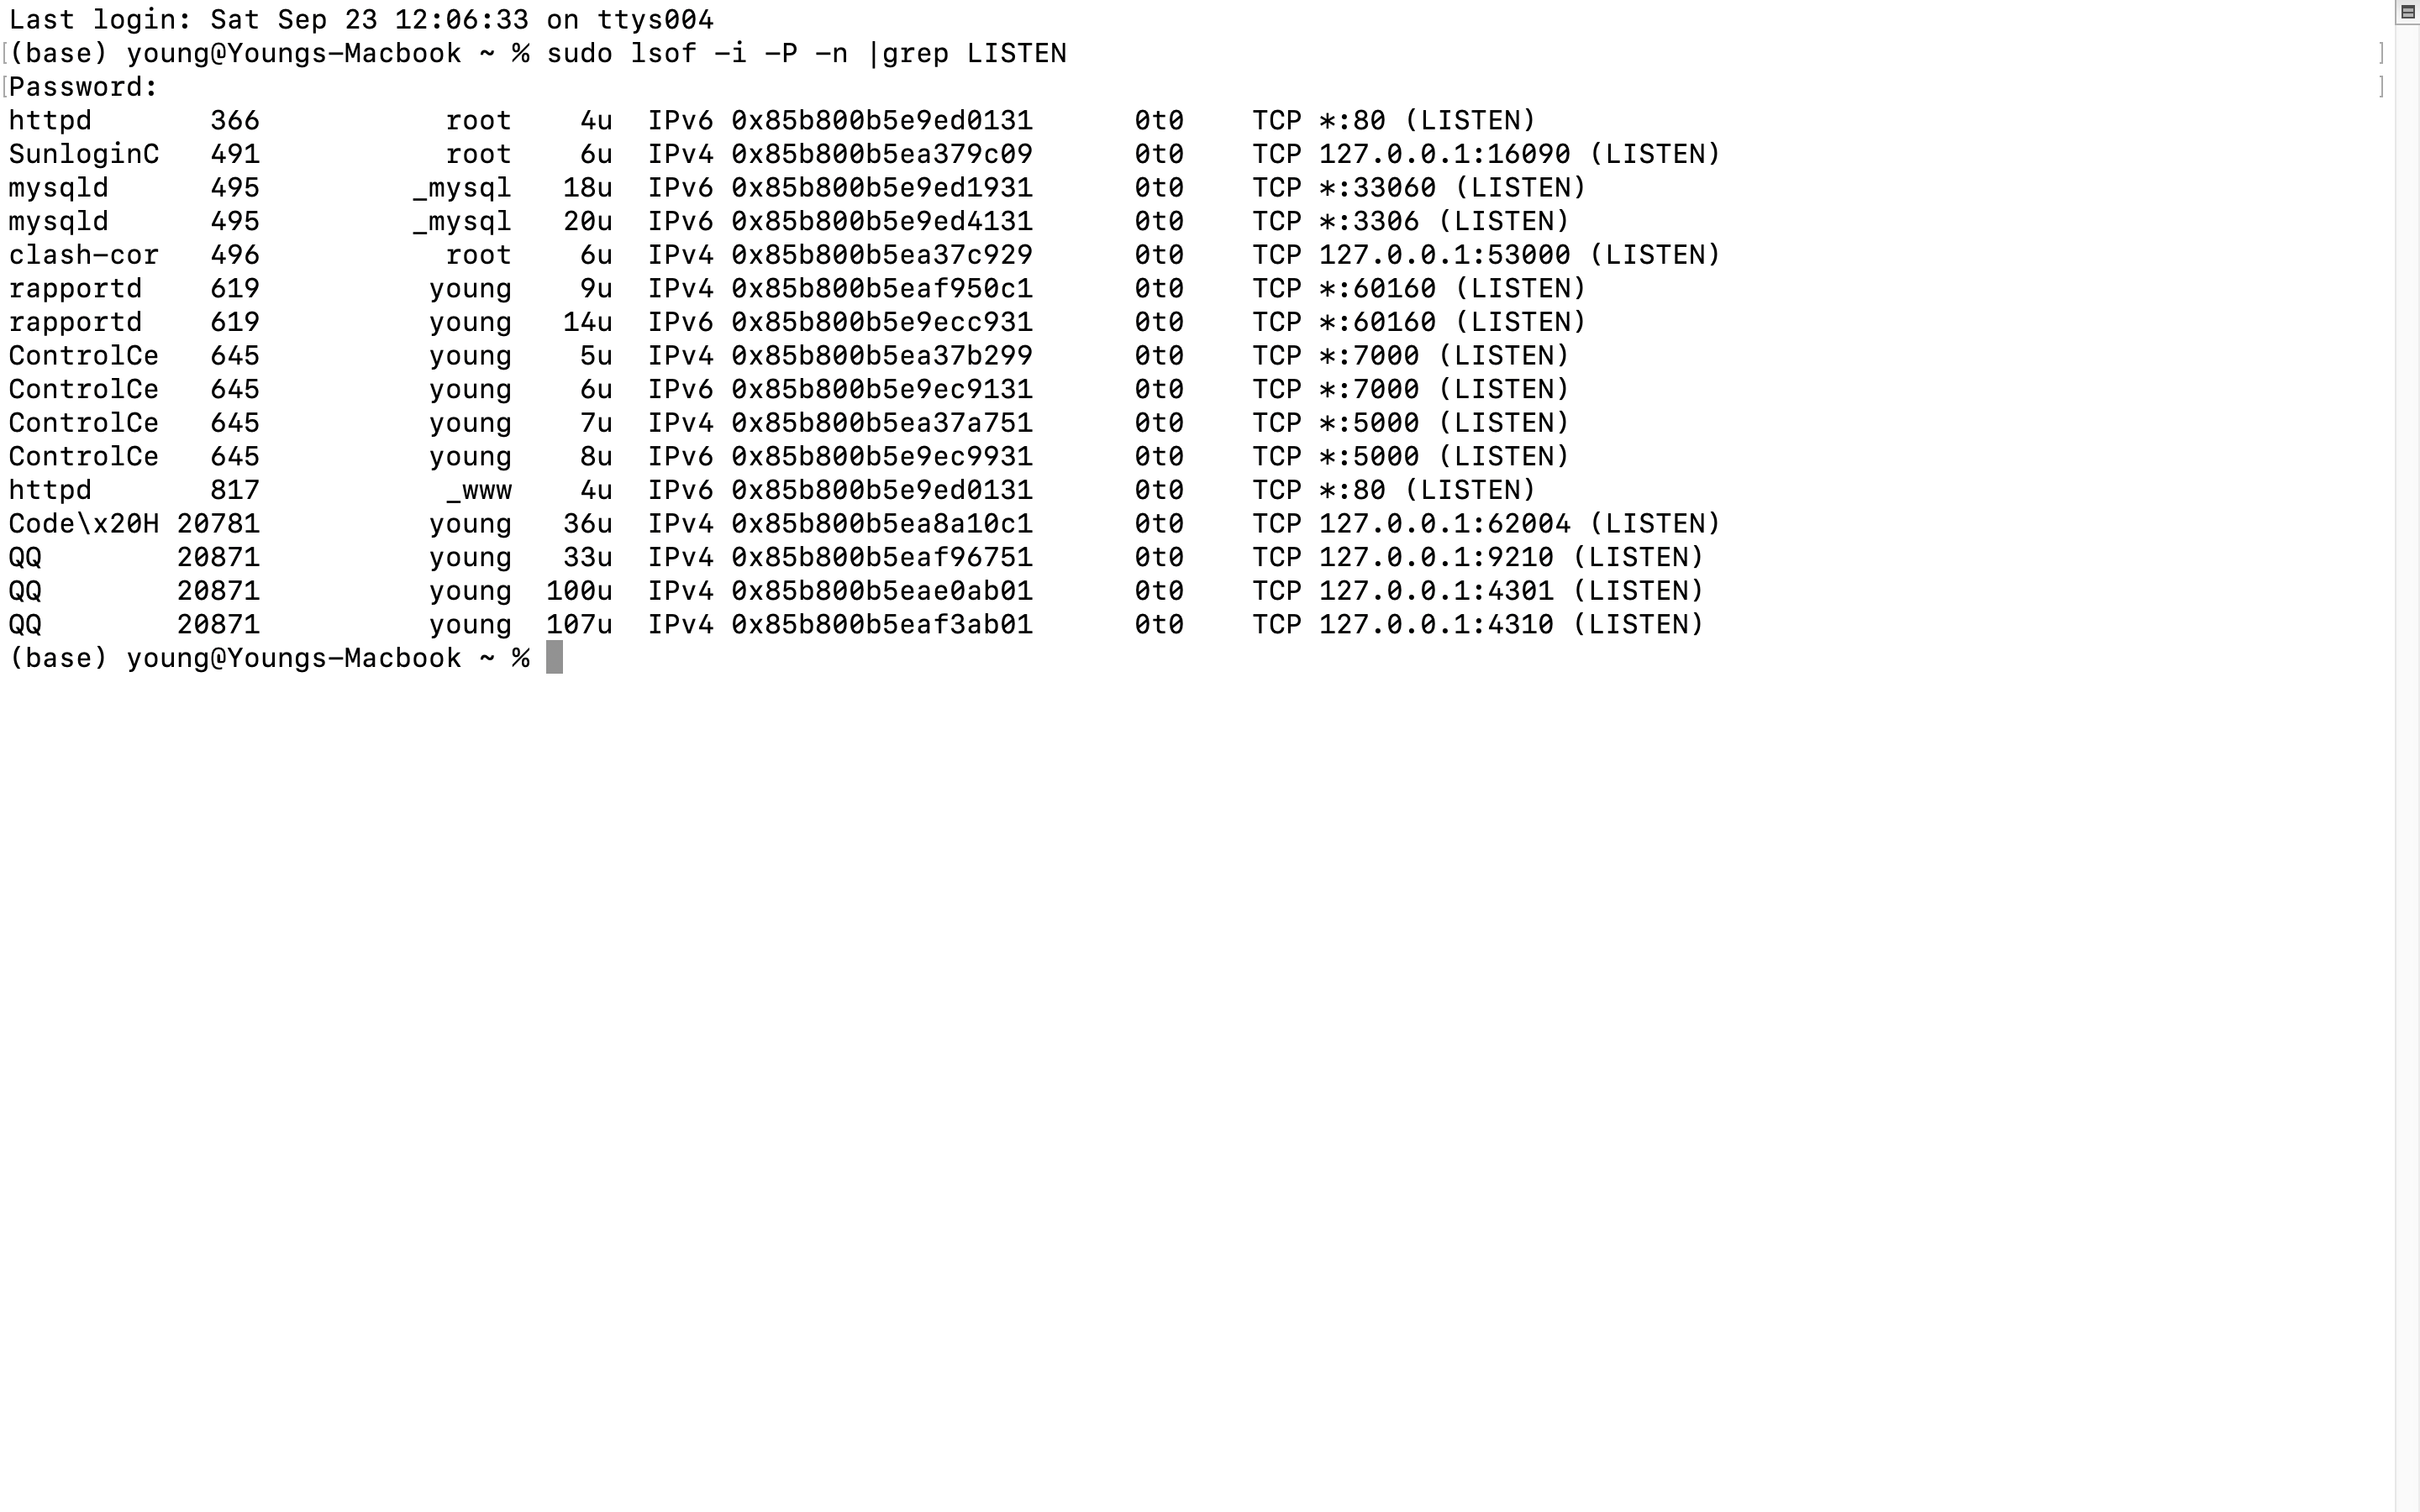 Last login: Sat Sep 23 12:06:33 on ttys004
[(base) young@Youngs-Macbook ~ % sudo lsof -i -P -n |grep LISTEN ]
[Password: ]
httpd 366 root 4u IPv6 0x85b800b5e9ed0131 0t0 TCP *:80 (LISTEN)
SunloginC 491 root 6u IPv4 0x85b800b5ea379c09 0t0 TCP 127.0.0.1:16090 (LISTEN)
mysqld 495 _mysql 18u IPv6 0x85b800b5e9ed1931 0t0 TCP *:33060 (LISTEN)
mysqld 495 _mysql 20u IPv6 0x85b800b5e9ed4131 0t0 TCP *:3306 (LISTEN)
clash-cor 496 root 6u IPv4 0x85b800b5ea37c929 0t0 TCP 127.0.0.1:53000 (LISTEN)
rapportd 619 young 9u IPv4 0x85b800b5eaf950c1 0t0 TCP *:60160 (LISTEN)
rapportd 619 young 14u IPv6 0x85b800b5e9ecc931 0t0 TCP *:60160 (LISTEN)
ControlCe 645 young 5u IPv4 0x85b800b5ea37b299 0t0 TCP *:7000 (LISTEN)
ControlCe 645 young 6u IPv6 0x85b800b5e9ec9131 0t0 TCP *:7000 (LISTEN)
ControlCe 645 young 7u IPv4 0x85b800b5ea37a751 0t0 TCP *:5000 (LISTEN)
ControlCe 645 young 8u IPv6 0x85b800b5e9ec9931 0t0 TCP *:5000 (LISTEN)
httpd 817 _www 4u IPv6 0x85b800b5e9ed0131 0t0 TCP *:80 (LISTEN)
Code\x20H 20781 young 36u IPv4 0x85b800b5ea8a10c1 0t0 TCP 127.0.0.1:62004 (LISTEN)
QQ 20871 young 33u IPv4 0x85b800b5eaf96751 0t0 TCP 127.0.0.1:9210 (LISTEN)
QQ 20871 young 100u IPv4 0x85b800b5eae0ab01 0t0 TCP 127.0.0.1:4301 (LISTEN)
QQ 20871 young 107u IPv4 0x85b800b5eaf3ab01 0t0 TCP 127.0.0.1:4310 (LISTEN)
(base) young@Youngs-Macbook ~ %